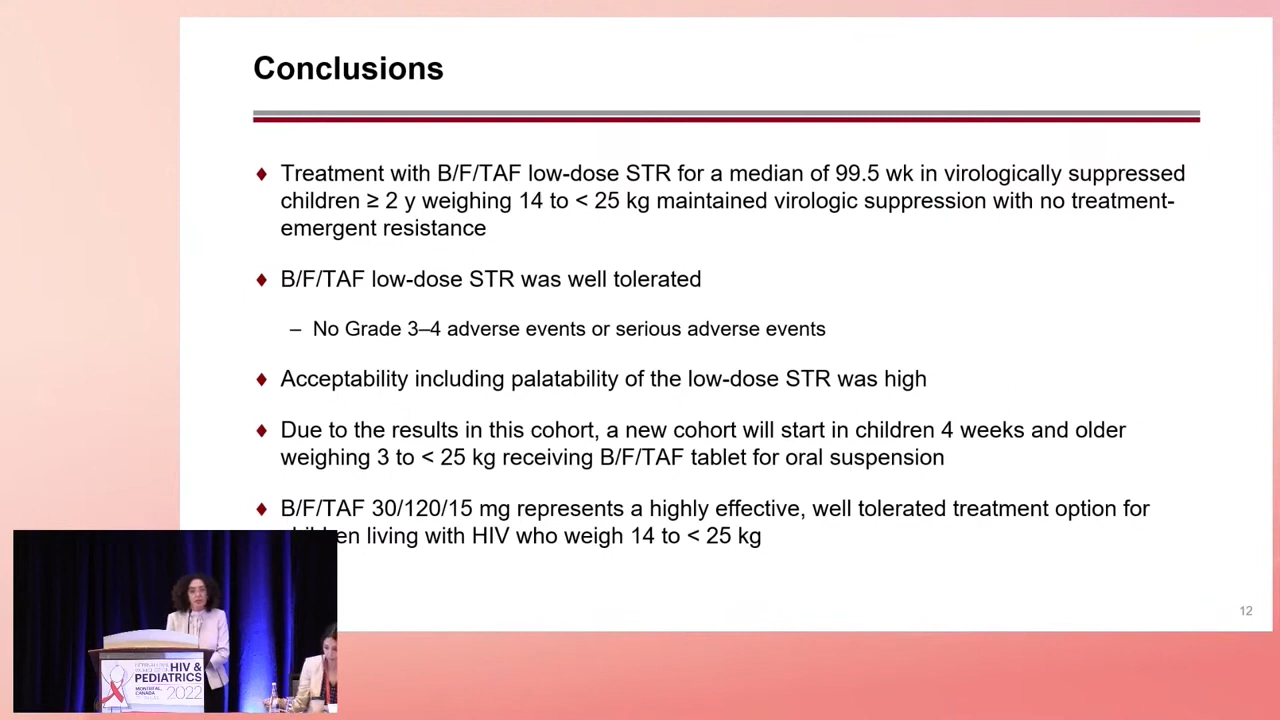 Conclusions
♦ Treatment with B/F/TAF low-dose STR for a median of 99.5 wk in virologically suppressed
children ≥ 2 y weighing 14 to < 25 kg maintained virologic suppression with no treatment-
emergent resistance
♦ B/F/TAF low-dose STR was well tolerated
– No Grade 3–4 adverse events or serious adverse events
♦ Acceptability including palatability of the low-dose STR was high
♦ Due to the results in this cohort, a new cohort will start in children 4 weeks and older
weighing 3 to < 25 kg receiving B/F/TAF tablet for oral suspension
♦ B/F/TAF 30/120/15 mg represents a highly effective, well tolerated treatment option for
living with HIV who weigh 14 to < 25 kg
12
HIV &
PEDIATRICS
MONTREAL,
CANADA
2022